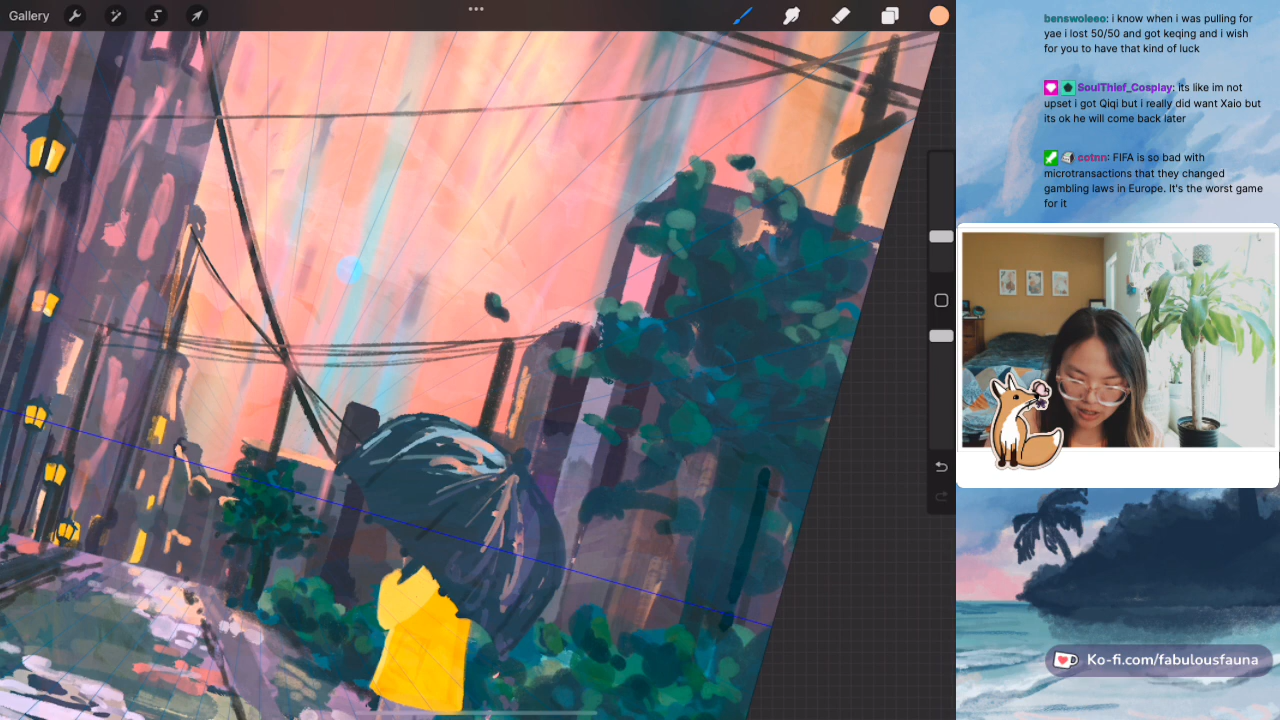 Gallery
benswoleeo: i know when i was pulling for
yae i lost 50/50 and got keqing and i wish
for you to have that kind of luck
SoulThief_Cosplay: its like im not
upset i got Qiqi but i really did want Xaio but
its ok he will come back later
cotnn: FIFA is so bad with
microtransactions that they changed
gambling laws in Europe. It's the worst game
for it
Ko-fi.com/fabulousfauna